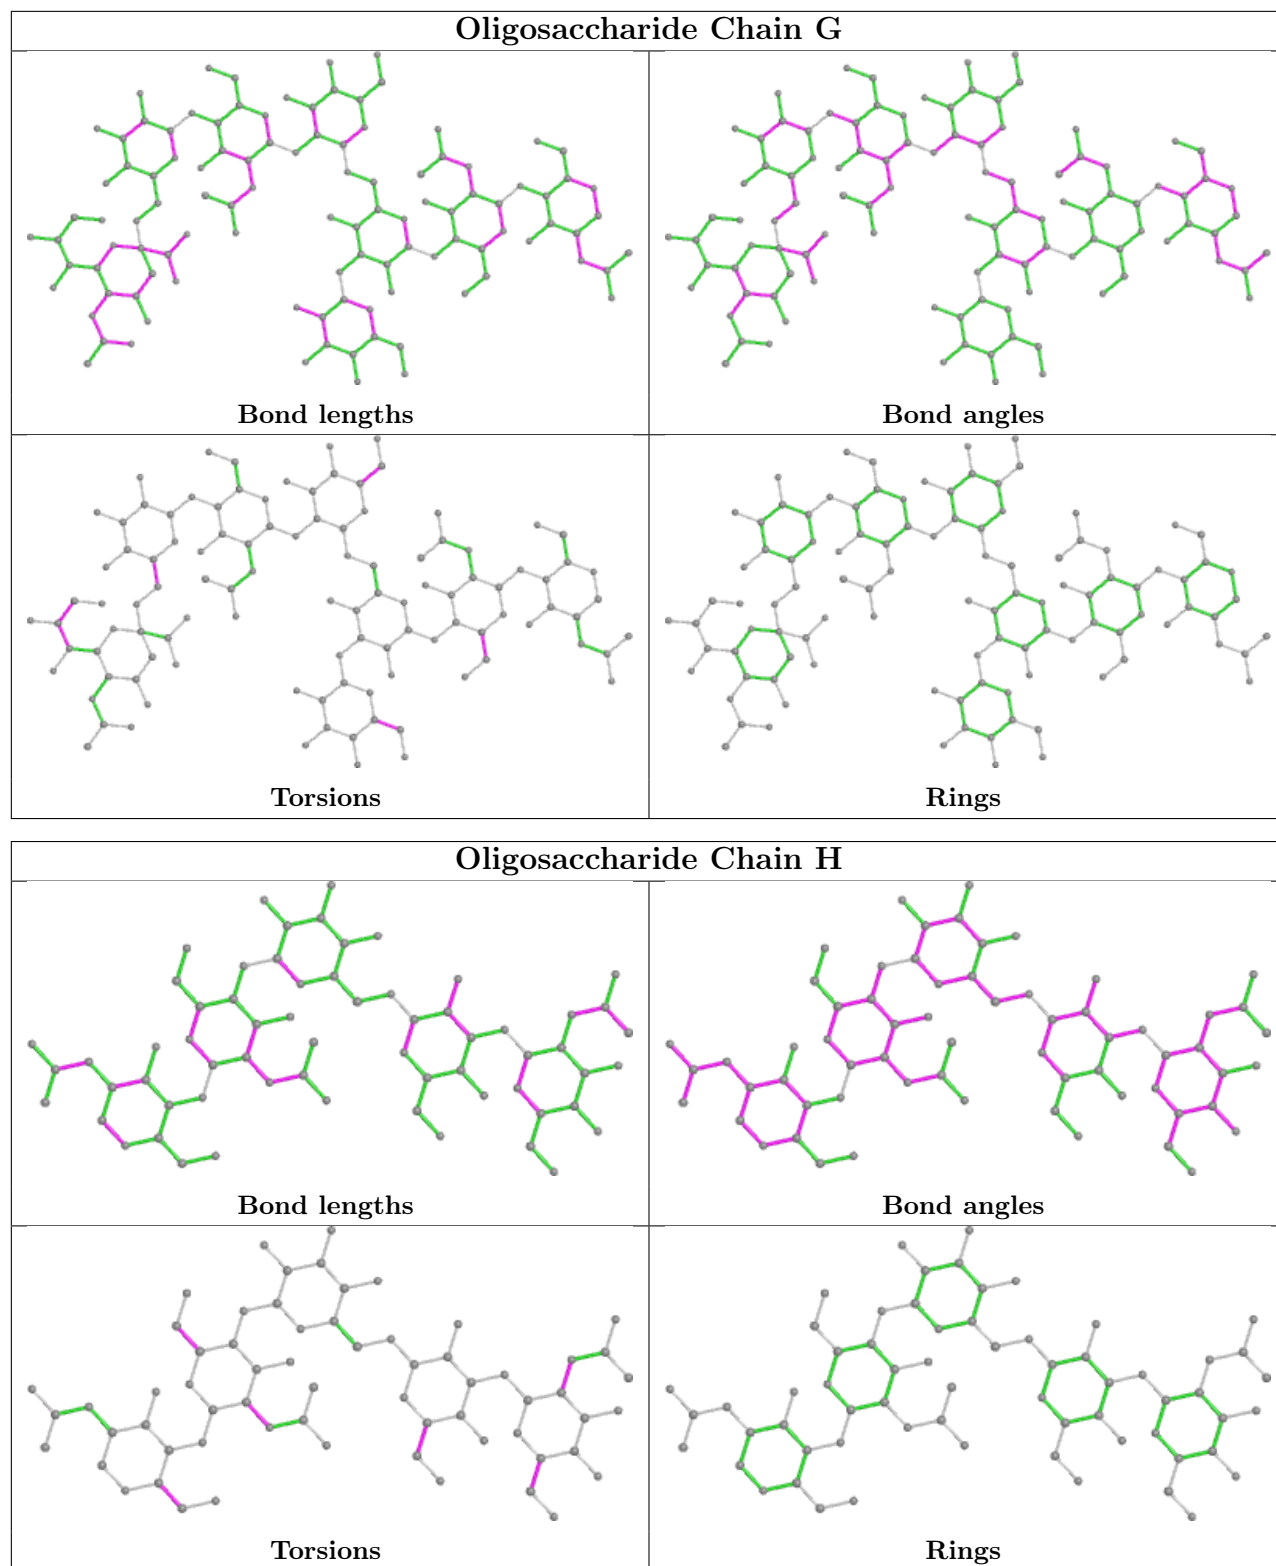 Oligosaccharide Chain G
Bond lengths
Bond angles
Torsions
Rings
Oligosaccharide Chain H
Bond lengths
Bond angles
Torsions
Rings